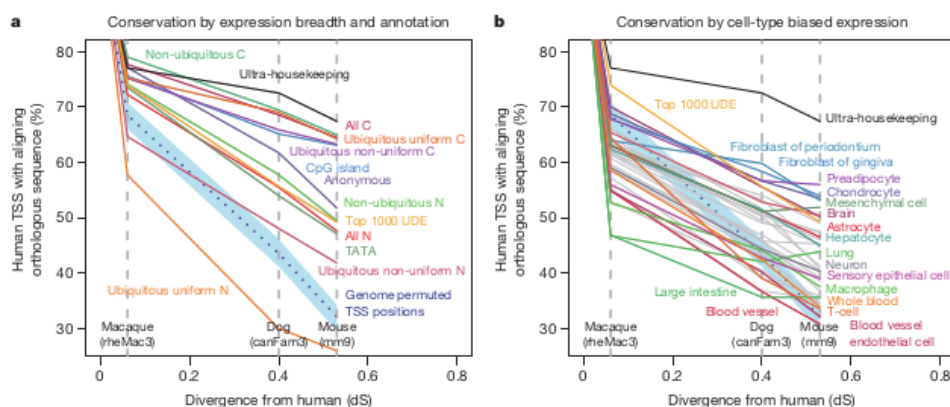 a
Conservation by expression breadth and annotation
Human TSS with aligning
orthologous sequence (%)
80
70
60
50
40
30
Non-ubiquitous C
Ultra-housekeeping
All C
Ubiquitous uniform C
Ubiquitous non-uniform C
CpG island
Anonymous
Non-ubiquitous N
Top 1000 UDE
All N
TATA
Ubiquitous non-uniform N
Ubiquitous uniform N
Genome permuted
TSS positions
Macaque
(rheMac3)
Dog
(canFam3)
Mouse
(mm9)
0 0.2 0.4 0.6 0.8
Divergence from human (dS)
b
Conservation by cell-type biased expression
Human TSS with aligning
orthologous sequence (%)
80
70
60
50
40
30
Top 1000 UDE
Ultra-housekeeping
Fibroblast of periodontium
Fibroblast of gingiva
Preadipocyte
Chondrocyte
Mesenchymal cell
Brain
Astrocyte
Hepatocyte
Lung
Neuron
Sensory epithelial cell
Macrophage
Large intestine
Whole blood
Blood vessel
T-cell
Blood vessel
endothelial cell
Macaque
(rheMac3)
Dog
(canFam3)
Mouse
(mm9)
0 0.2 0.4 0.6 0.8
Divergence from human (dS)